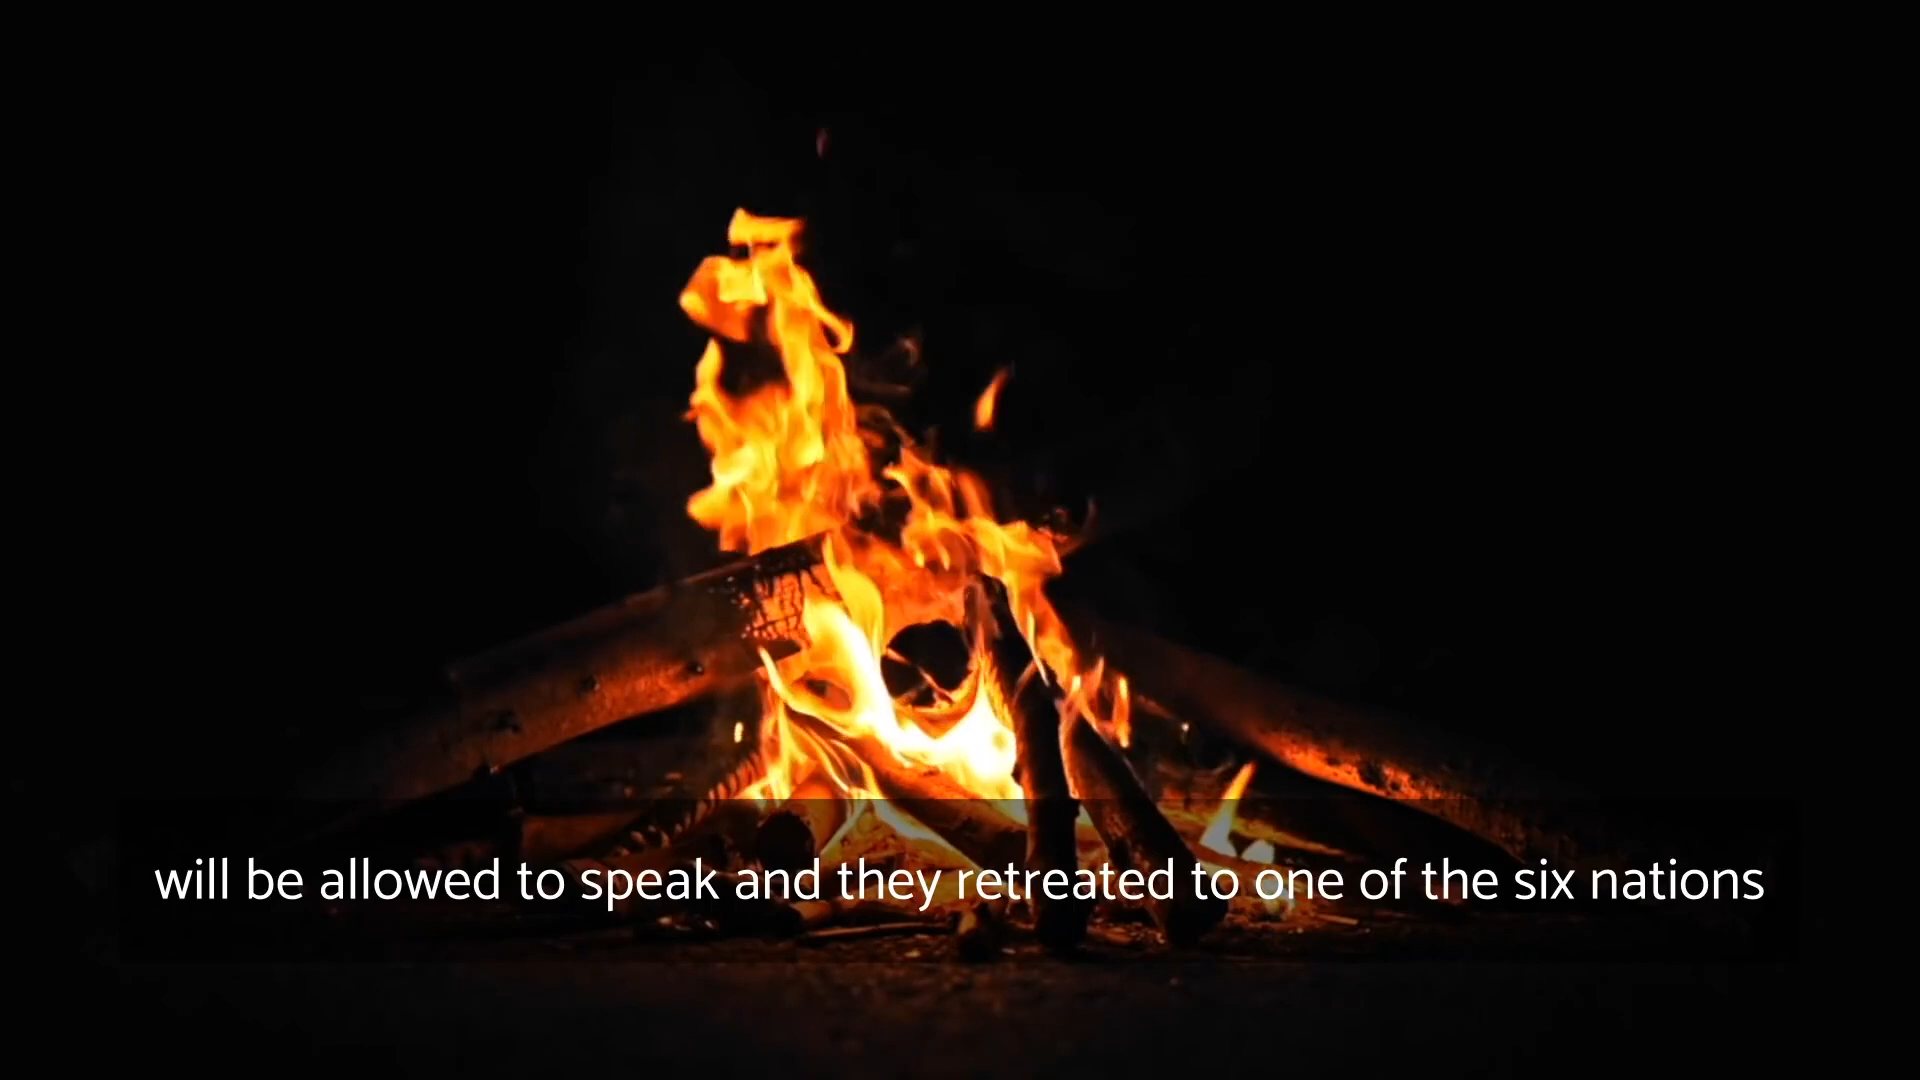 will be allowed to speak and they retreated to one of the six nations